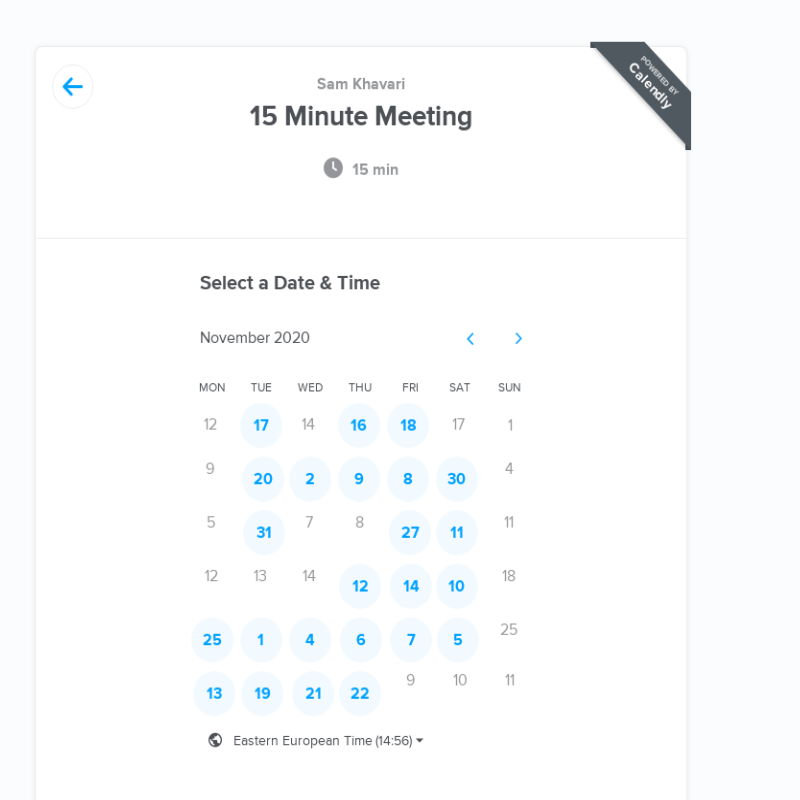 POWERED BY
Calendly
Sam Khavari
15 Minute Meeting
15 min
Select a Date & Time
November 2020
MON TUE WED THU FRI SAT SUN
12 17 14 16 18 17 1
9 20 2 9 8 30 4
5 31 7 8 27 11 11
12 13 14 12 14 10 18
25 1 4 6 7 5 25
13 19 21 22 9 10 11
Eastern European Time (14:56)